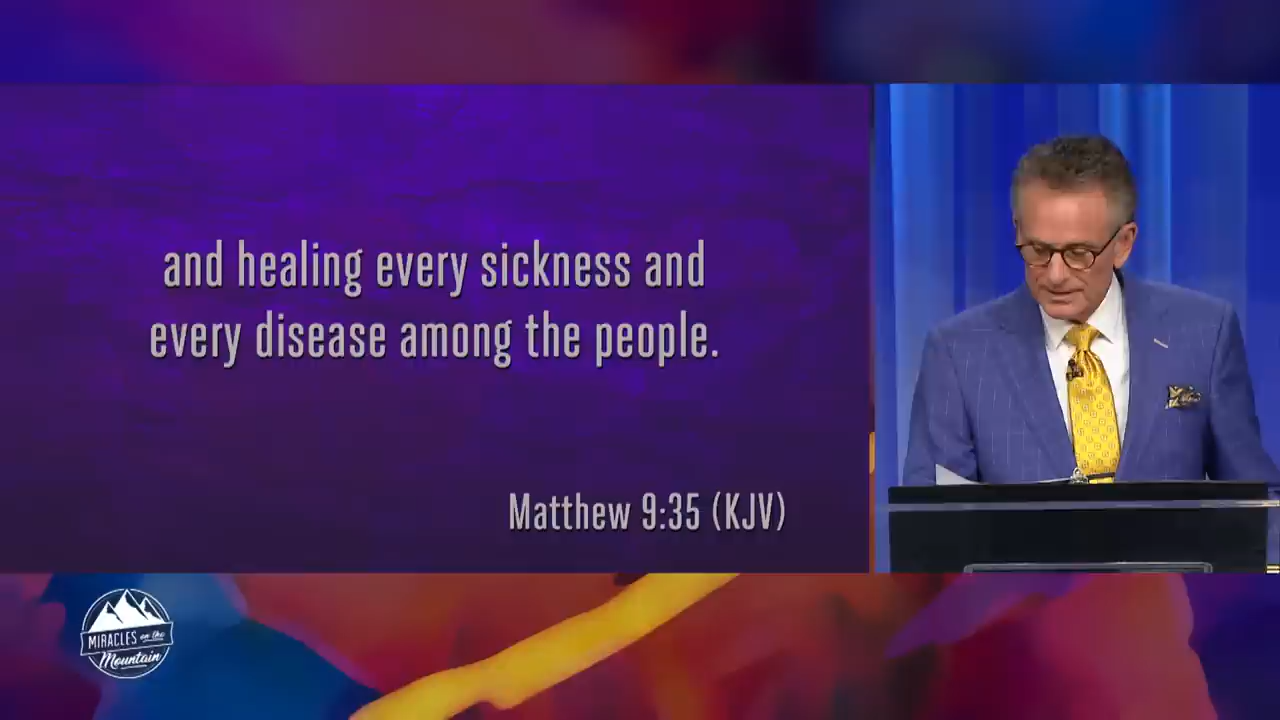 and healing every sickness and
every disease among the people.
Matthew 9:35 (KJV)
MIRACLES on the
Mountain